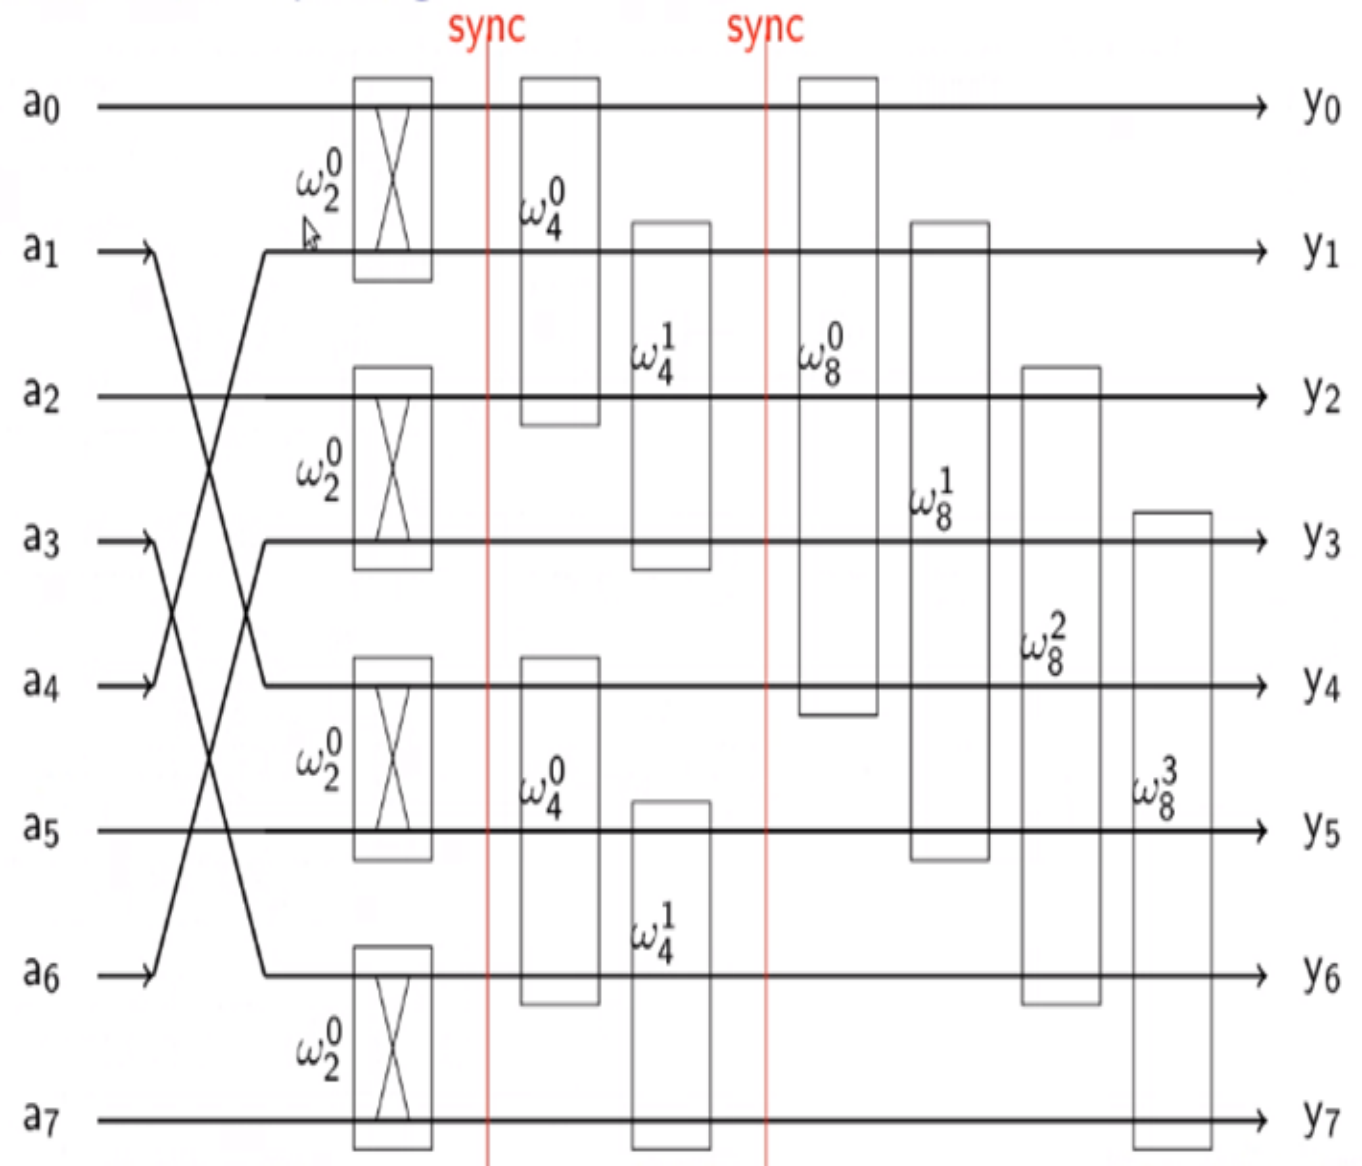 sync sync
a0 y0
ω₂⁰ ω₄⁰
a1 y1
ω₄¹ ω₈⁰
a2 y2
ω₂⁰ ω₈¹
a3 y3
ω₈²
a4 y4
ω₂⁰ ω₄⁰ ω₈³
a5 y5
ω₄¹
a6 y6
ω₂⁰
a7 y7